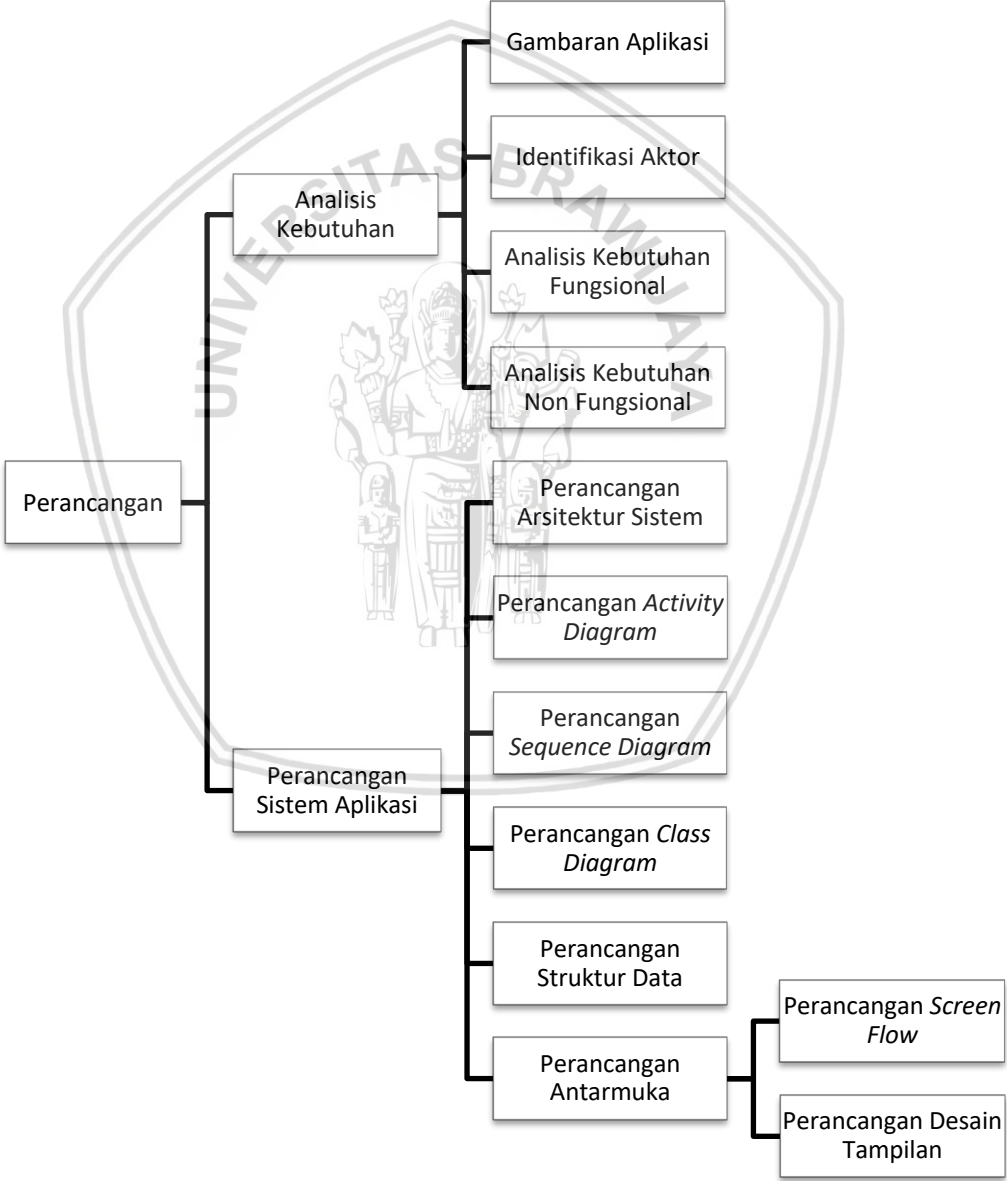 Gambaran Aplikasi
Identifikasi Aktor
Analisis
Kebutuhan
Analisis Kebutuhan
Fungsional
Analisis Kebutuhan
Non Fungsional
Perancangan
Perancangan
Arsitektur Sistem
Perancangan Activity
Diagram
Perancangan
Sequence Diagram
Perancangan
Sistem Aplikasi
Perancangan Class
Diagram
Perancangan
Struktur Data
Perancangan
Antarmuka
Perancangan Screen
Flow
Perancangan Desain
Tampilan
UNIVERSITAS BRAWIJAYA